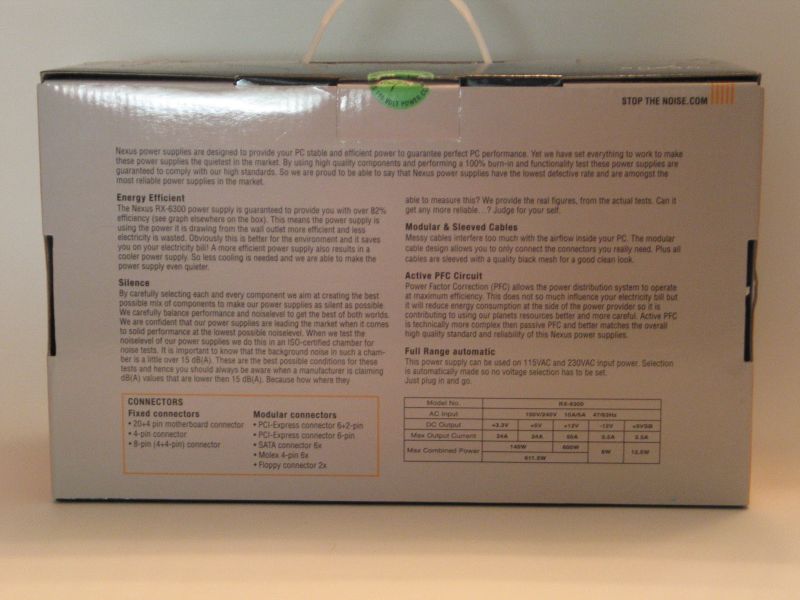 STOP THE NOISE.COM
VOLT POWER
Nexus power supplies are designed to provide your PC stable and efficient power to guarantee perfect PC performance. Yet we have set everything to work to make
these power supplies the quietest in the market. By using high quality components and performing a 100% burn-in and functionality test these power supplies are
guaranteed to comply with our high standards. So we are proud to be able to say that Nexus power supplies have the lowest defective rate and are amongst the
most reliable power supplies in the market.
Energy Efficient
The Nexus RX-6300 power supply is guaranteed to provide you with over 82%
efficiency (see graph elsewhere on the box). This means the power supply is
using the power it is drawing from the wall outlet more efficient and less
electricity is wasted. Obviously this is better for the environment and it saves
you on your electricity bill! A more efficient power supply also results in a
cooler power supply. So less cooling is needed and we are able to make the
power supply even quieter.
Silence
By carefully selecting each and every component we aim at creating the best
possible mix of components to make our power supplies as silent as possible.
We carefully balance performance and noiselevel to get the best of both worlds.
We are confident that our power supplies are leading the market when it comes
to solid performance at the lowest possible noiselevel. When we test the
noiselevel of our power supplies we do this in an ISO-certified chamber for
noise tests. It is important to know that the background noise in such a cham-
ber is a little over 15 dB(A). These are the best possible conditions for these
tests and hence you should always be aware when a manufacturer is claiming
dB(A) values that are lower then 15 dB(A). Because how where they
able to measure this? We provide the real figures, from the actual tests. Can it
get any more reliable...? Judge for your self.
Modular & Sleeved Cables
Messy cables interfere too much with the airflow inside your PC. The modular
cable design allows you to only connect the connectors you really need. Plus all
cables are sleeved with a quality black mesh for a good clean look.
Active PFC Circuit
Power Factor Correction (PFC) allows the power distribution system to operate
at maximum efficiency. This does not so much influence your electricity bill but
it will reduce energy consumption at the side of the power provider so it is
contributing to using our planets resources better and more careful. Active PFC
is technically more complex then passive PFC and better matches the overall
high quality standard and reliability of this Nexus power supplies.
Full Range automatic
This power supply can be used on 115VAC and 230VAC input power. Selection
is automatically made so no voltage selection has to be set.
Just plug in and go.
CONNECTORS
Fixed connectors
• 20+4 pin motherboard connector
• 4-pin connector
• 8-pin (4+4-pin) connector
Modular connectors
• PCI-Express connector 6+2-pin
• PCI-Express connector 6-pin
• SATA connector 6x
• Molex 4-pin 6x
• Floppy connector 2x
Model No. RX-6300
AC Input 100V/240V 10A/5A 47/63Hz
DC Output +3.3V +5V +12V -12V +5VSB
Max Output Current 24A 24A 50A 0.5A 2.5A
Max Combined Power 140W 600W 6W 12.5W
611.5W